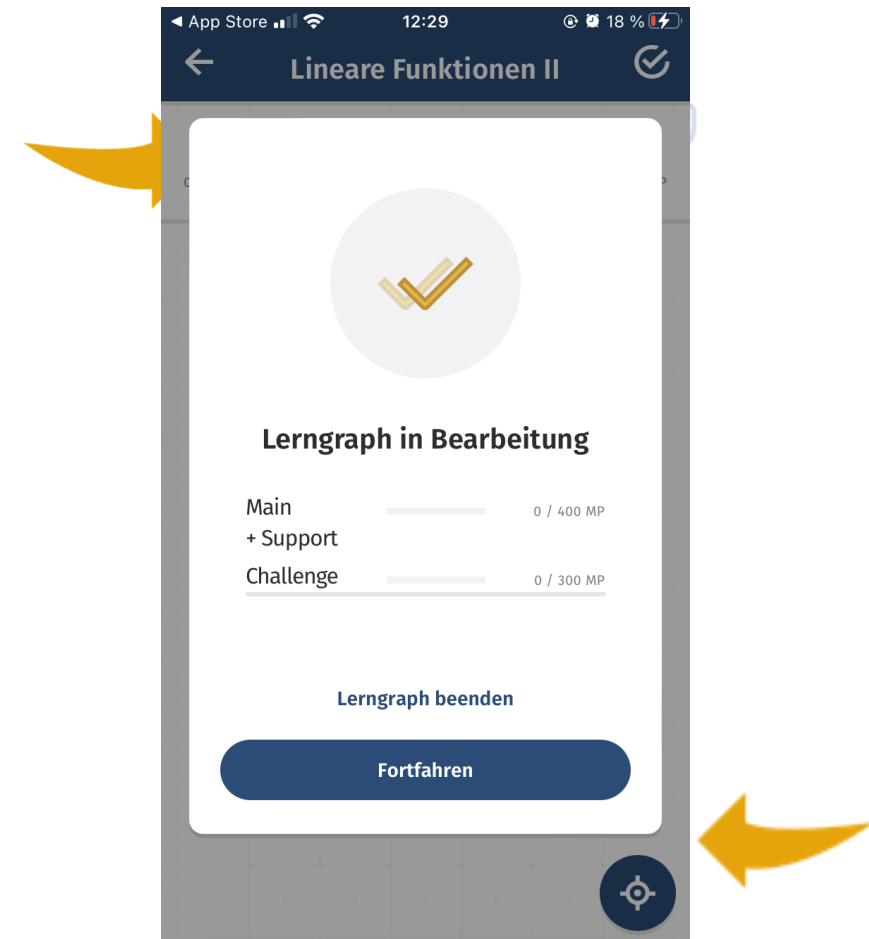 App Store 12:29 18 %
Lineare Funktionen II
Lerngraph in Bearbeitung
Main 0 / 400 MP
+ Support
Challenge 0 / 300 MP
Lerngraph beenden
Fortfahren